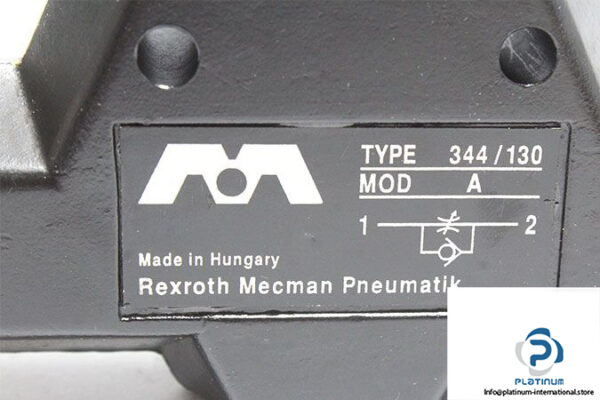 TYPE 344/130
MOD A
1 2
Made in Hungary
Rexroth Mecman Pneumatik
PLATINUM
Info@platinum-international.store